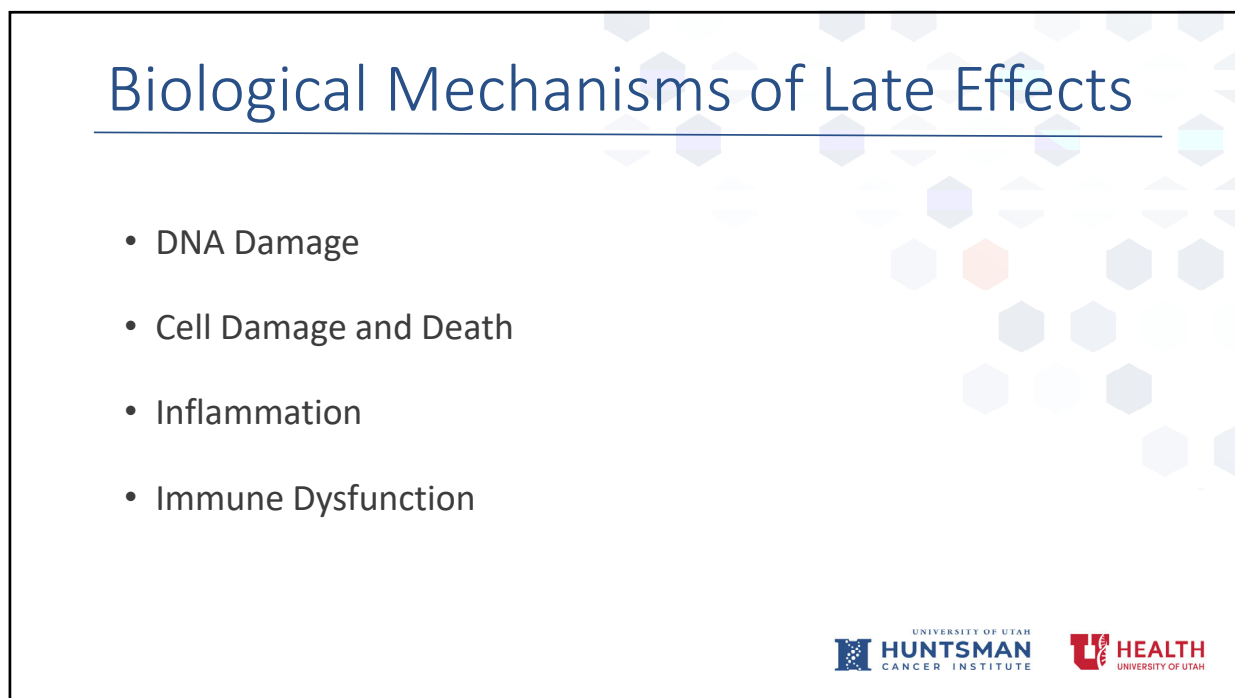 Biological Mechanisms of Late Effects
• DNA Damage
• Cell Damage and Death
• Inflammation
• Immune Dysfunction
UNIVERSITY OF UTAH
HUNTSMAN
CANCER INSTITUTE
U HEALTH
UNIVERSITY OF UTAH